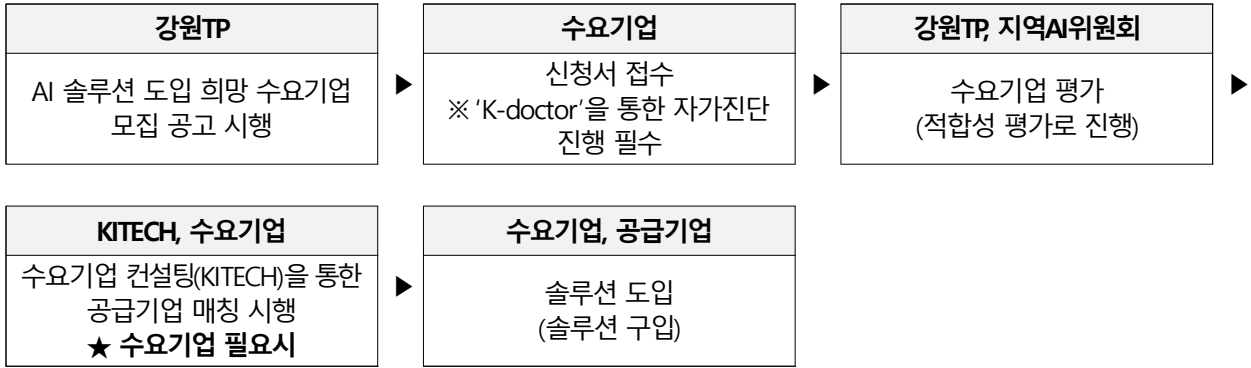 강원TP
AI 솔루션 도입 희망 수요기업
모집 공고 시행
▶
수요기업
신청서 접수
※ 'K-doctor'을 통한 자가진단
진행 필수
▶
강원TP, 지역AI위원회
수요기업 평가
(적합성 평가로 진행)
▶
KITECH, 수요기업
수요기업 컨설팅(KITECH)을 통한
공급기업 매칭 시행
★ 수요기업 필요시
▶
수요기업, 공급기업
솔루션 도입
(솔루션 구입)